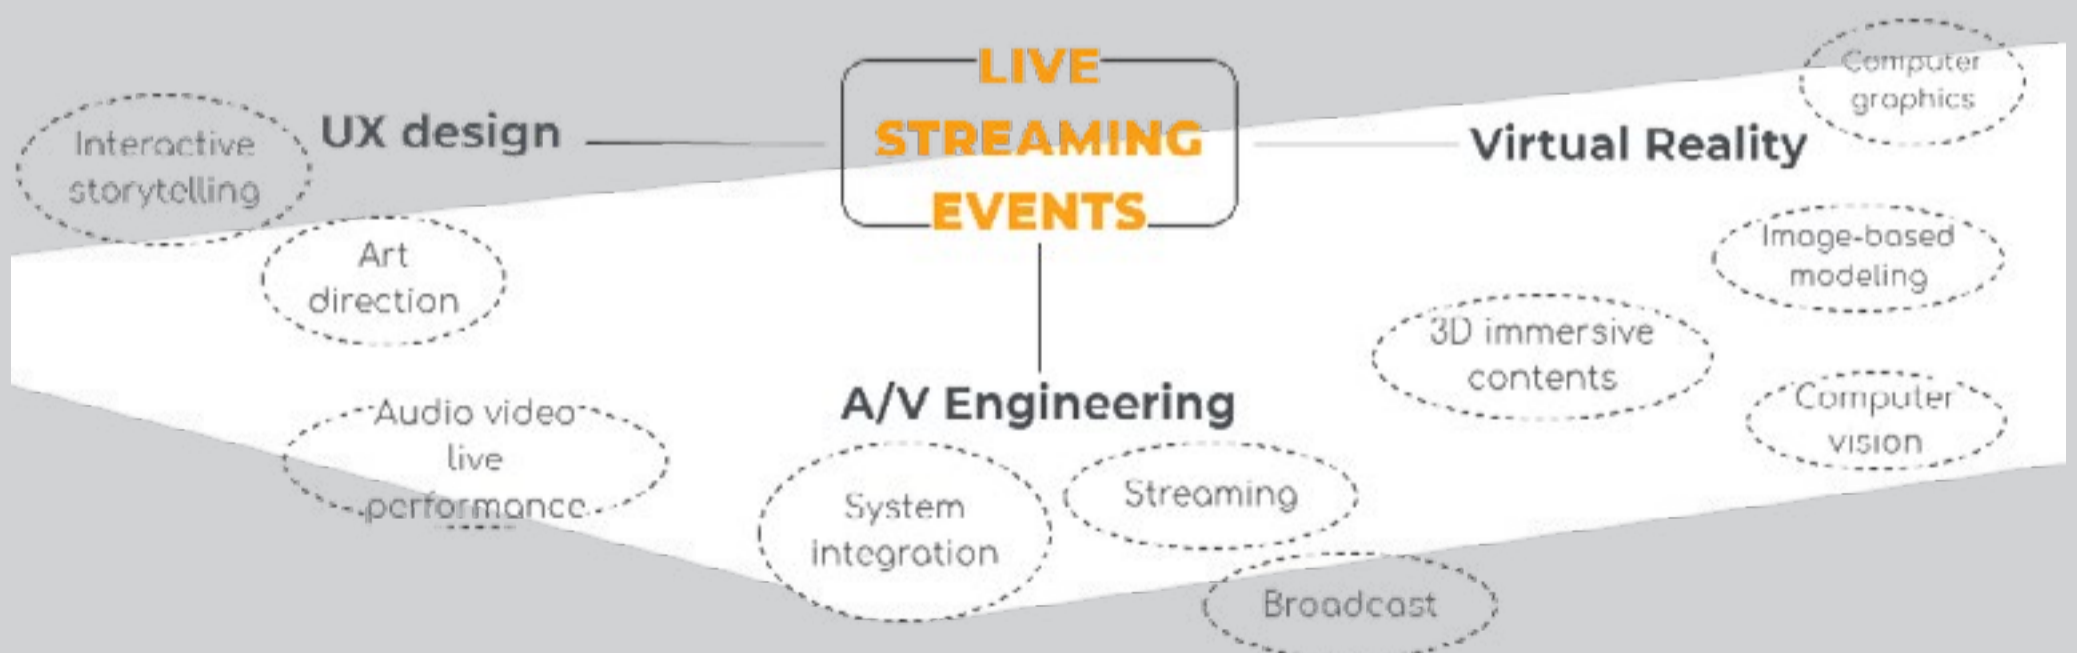 LIVE
STREAMING
EVENTS
UX design
Interactive
storytelling
Art
direction
Audio video
live
performance
A/V Engineering
System
integration
Streaming
Broadcast
Virtual Reality
Computer
graphics
Image-based
modeling
3D immersive
contents
Computer
vision